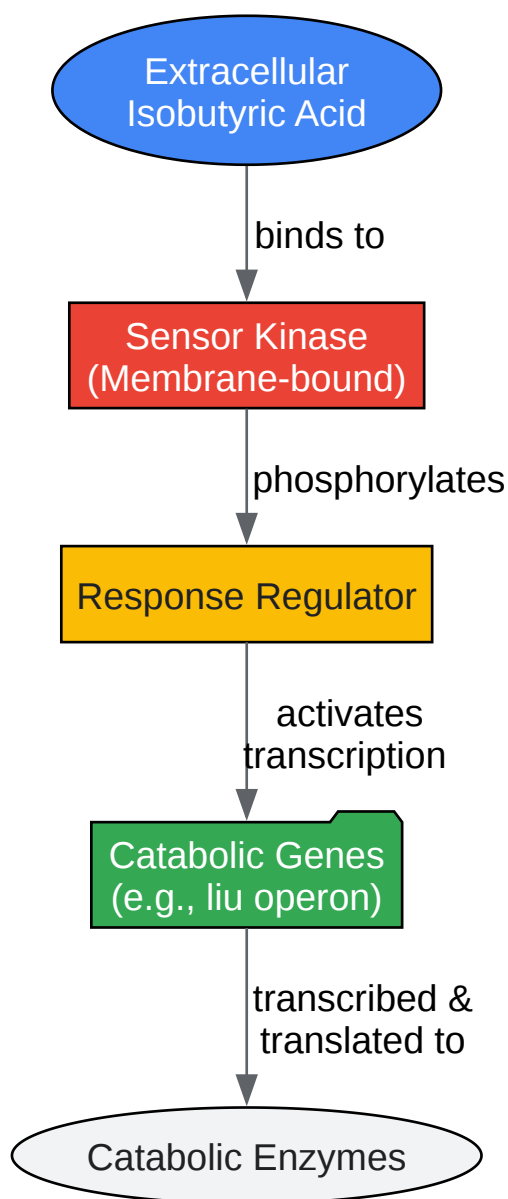 Extracellular
Isobutyric Acid
binds to
Sensor Kinase
(Membrane-bound)
phosphorylates
Response Regulator
activates
transcription
Catabolic Genes
(e.g., liu operon)
transcribed &
translated to
Catabolic Enzymes